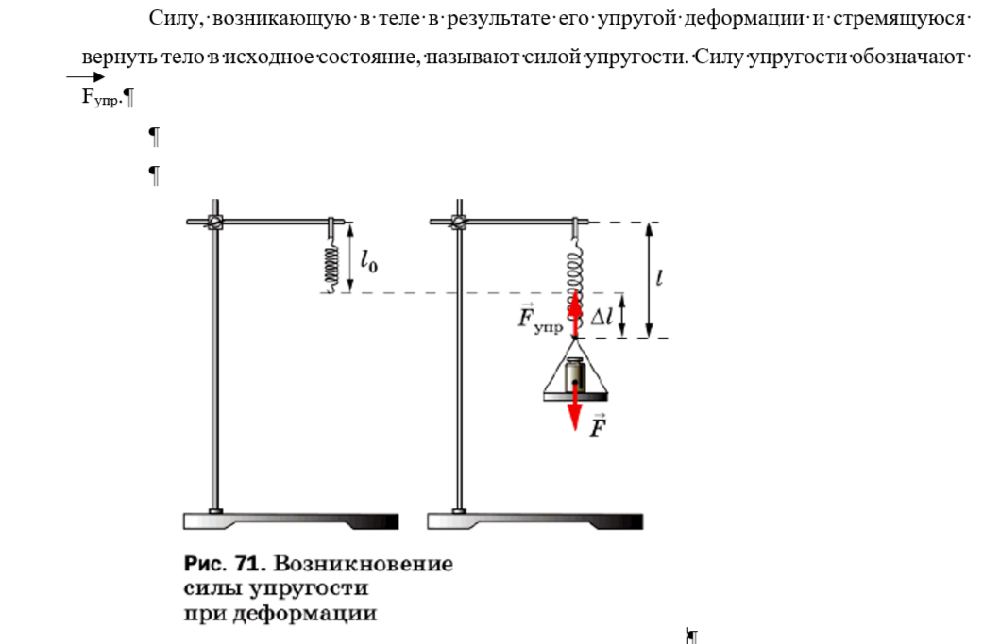 Силу, возникающую в теле в результате его упругой деформации и стремящуюся
вернуть тело в исходное состояние, называют силой упругости. Силу упругости обозначают
Fупр.¶
¶
¶
l₀
l
F⃗упр
Δl
F⃗
Рис. 71. Возникновение
силы упругости
при деформации
¶